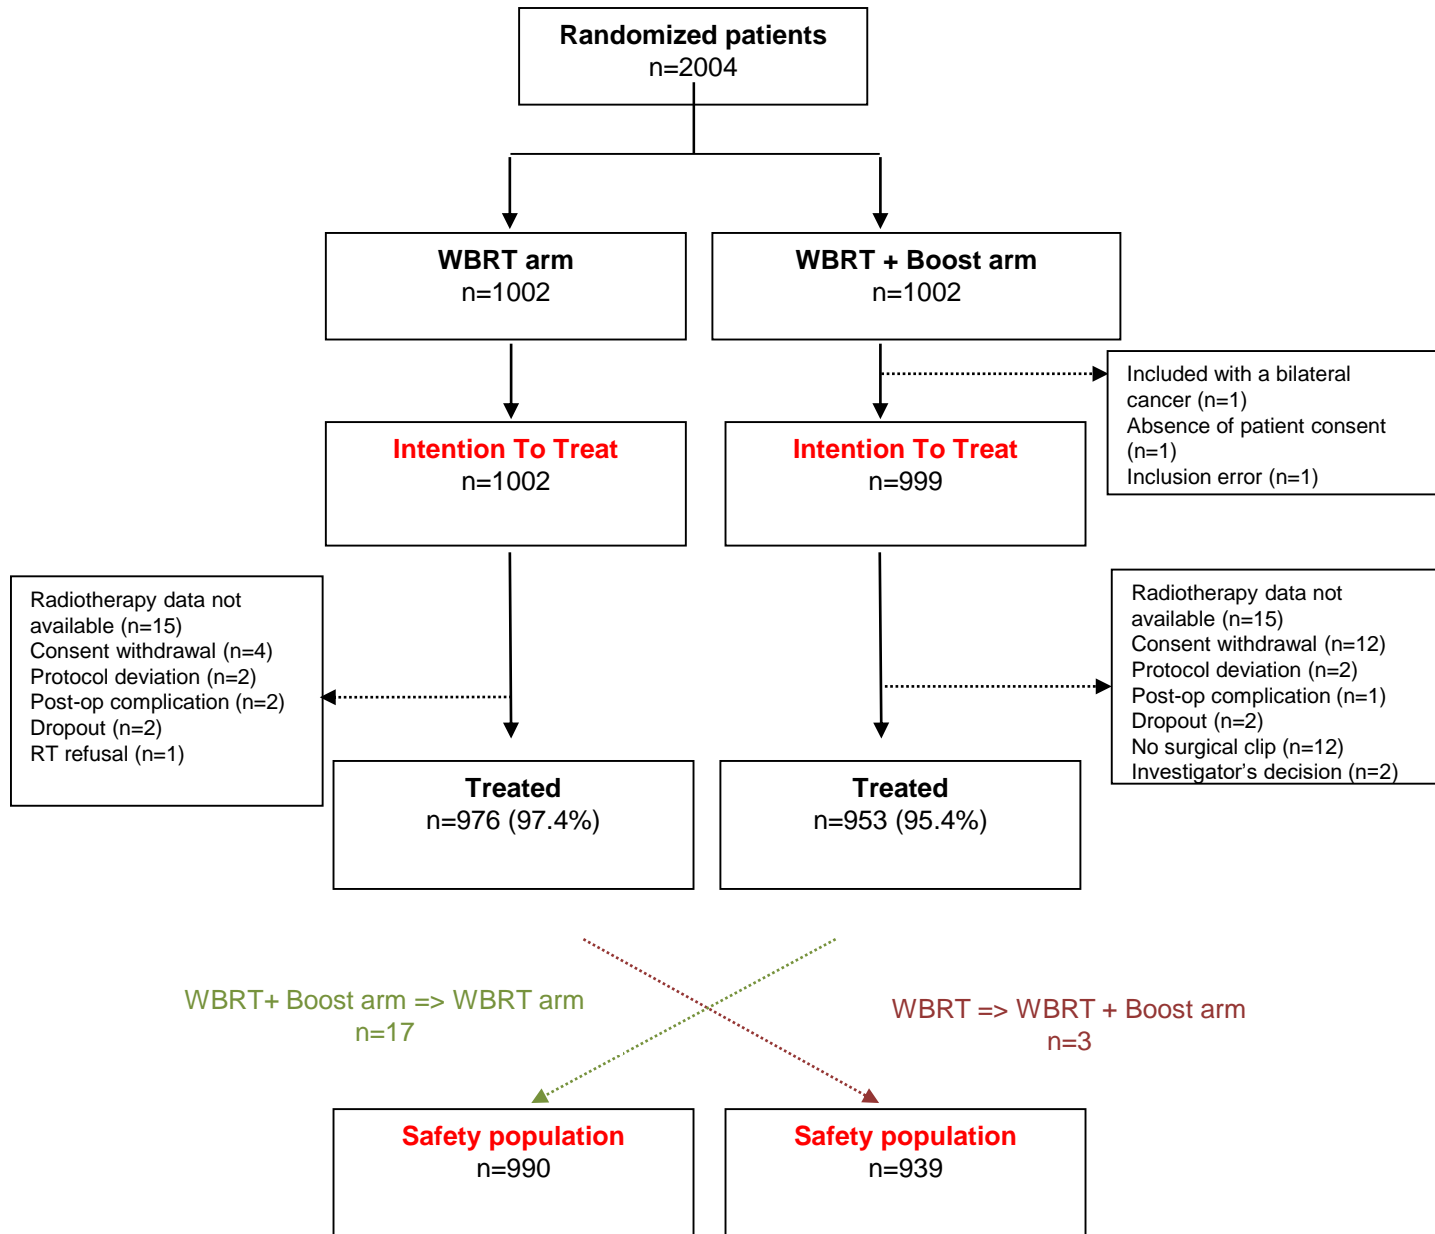 Randomized patients
n=2004
WBRT arm
n=1002
WBRT + Boost arm
n=1002
Included with a bilateral
cancer (n=1)
Absence of patient consent
(n=1)
Inclusion error (n=1)
Intention To Treat
n=1002
Intention To Treat
n=999
Radiotherapy data not
available (n=15)
Consent withdrawal (n=4)
Protocol deviation (n=2)
Post-op complication (n=2)
Dropout (n=2)
RT refusal (n=1)
Radiotherapy data not
available (n=15)
Consent withdrawal (n=12)
Protocol deviation (n=2)
Post-op complication (n=1)
Dropout (n=2)
No surgical clip (n=12)
Investigator’s decision (n=2)
Treated
n=976 (97.4%)
Treated
n=953 (95.4%)
WBRT+ Boost arm => WBRT arm
n=17
WBRT => WBRT + Boost arm
n=3
Safety population
n=990
Safety population
n=939